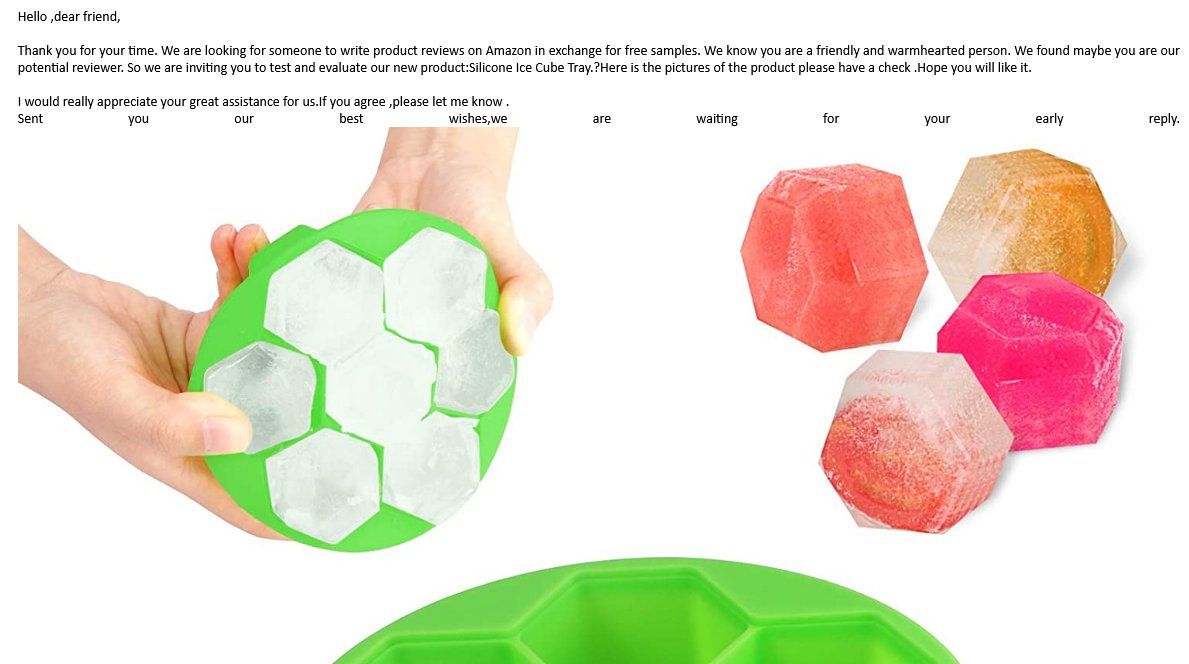 Hello ,dear friend,
Thank you for your time. We are looking for someone to write product reviews on Amazon in exchange for free samples. We know you are a friendly and warmhearted person. We found maybe you are our
potential reviewer. So we are inviting you to test and evaluate our new product:Silicone Ice Cube Tray.?Here is the pictures of the product please have a check .Hope you will like it.
I would really appreciate your great assistance for us.If you agree ,please let me know .
Sent you our best wishes,we are waiting for your early reply.